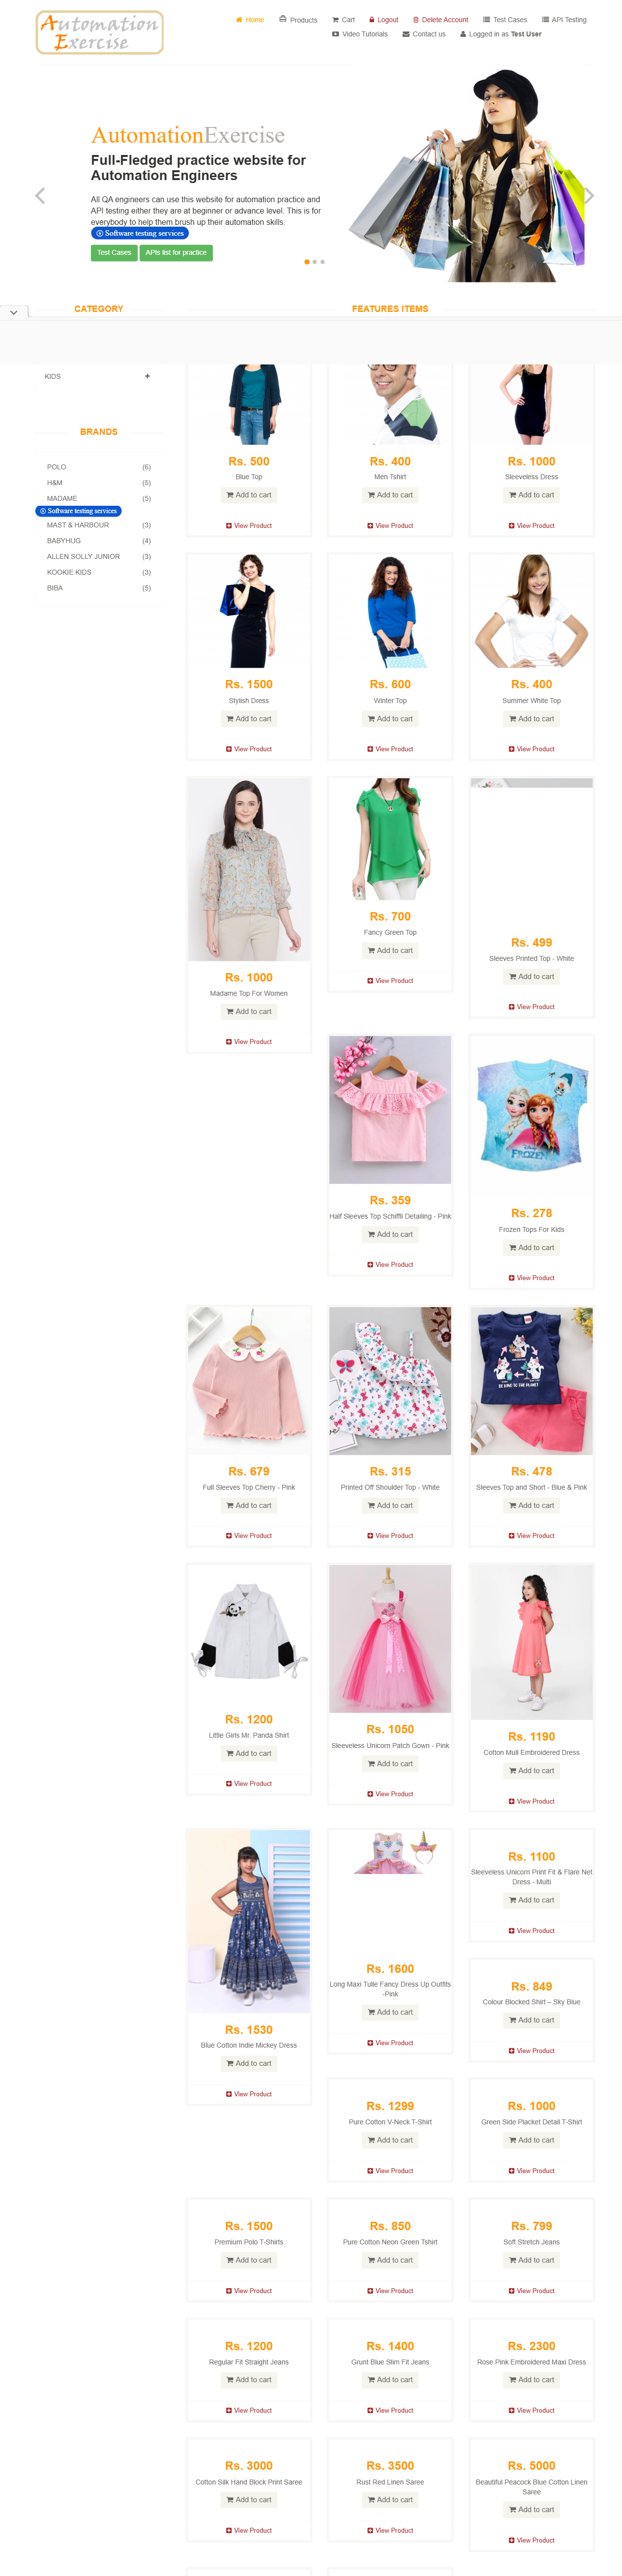 Automation
Exercise
Home
Products
Cart
Logout
Delete Account
Test Cases
API Testing
Video Tutorials
Contact us
Logged in as Test User
AutomationExercise
Full-Fledged practice website for
Automation Engineers
All QA engineers can use this website for automation practice and
API testing either they are at beginner or advance level. This is for
everybody to help them brush up their automation skills.
Software testing services
Test Cases
APIs list for practice
CATEGORY
KIDS
BRANDS
POLO (6)
H&M (5)
MADAME (5)
Software testing services
MAST & HARBOUR (3)
BABYHUG (4)
ALLEN SOLLY JUNIOR (3)
KOOKIE KIDS (3)
BIBA (5)
FEATURES ITEMS
Rs. 500
Blue Top
Add to cart
View Product
Rs. 400
Men Tshirt
Add to cart
View Product
Rs. 1000
Sleeveless Dress
Add to cart
View Product
Rs. 1500
Stylish Dress
Add to cart
View Product
Rs. 600
Winter Top
Add to cart
View Product
Rs. 400
Summer White Top
Add to cart
View Product
Rs. 1000
Madame Top For Women
Add to cart
View Product
Rs. 700
Fancy Green Top
Add to cart
View Product
Rs. 499
Sleeves Printed Top - White
Add to cart
View Product
Rs. 359
Half Sleeves Top Schiffli Detailing - Pink
Add to cart
View Product
FROZEN
Rs. 278
Frozen Tops For Kids
Add to cart
View Product
Rs. 679
Full Sleeves Top Cherry - Pink
Add to cart
View Product
Rs. 315
Printed Off Shoulder Top - White
Add to cart
View Product
BE KIND TO THE PLANET
Rs. 478
Sleeves Top and Short - Blue & Pink
Add to cart
View Product
Rs. 1200
Little Girls Mr. Panda Shirt
Add to cart
View Product
Rs. 1050
Sleeveless Unicorn Patch Gown - Pink
Add to cart
View Product
Rs. 1190
Cotton Mull Embroidered Dress
Add to cart
View Product
Rs. 1530
Blue Cotton Indie Mickey Dress
Add to cart
View Product
Rs. 1600
Long Maxi Tulle Fancy Dress Up Outfits
-Pink
Add to cart
View Product
Rs. 1100
Sleeveless Unicorn Print Fit & Flare Net
Dress - Multi
Add to cart
View Product
Rs. 849
Colour Blocked Shirt – Sky Blue
Add to cart
View Product
Rs. 1299
Pure Cotton V-Neck T-Shirt
Add to cart
View Product
Rs. 1000
Green Side Placket Detail T-Shirt
Add to cart
View Product
Rs. 1500
Premium Polo T-Shirts
Add to cart
View Product
Rs. 850
Pure Cotton Neon Green Tshirt
Add to cart
View Product
Rs. 799
Soft Stretch Jeans
Add to cart
View Product
Rs. 1200
Regular Fit Straight Jeans
Add to cart
View Product
Rs. 1400
Grunt Blue Slim Fit Jeans
Add to cart
View Product
Rs. 2300
Rose Pink Embroidered Maxi Dress
Add to cart
View Product
Rs. 3000
Cotton Silk Hand Block Print Saree
Add to cart
View Product
Rs. 3500
Rust Red Linen Saree
Add to cart
View Product
Rs. 5000
Beautiful Peacock Blue Cotton Linen
Saree
Add to cart
View Product